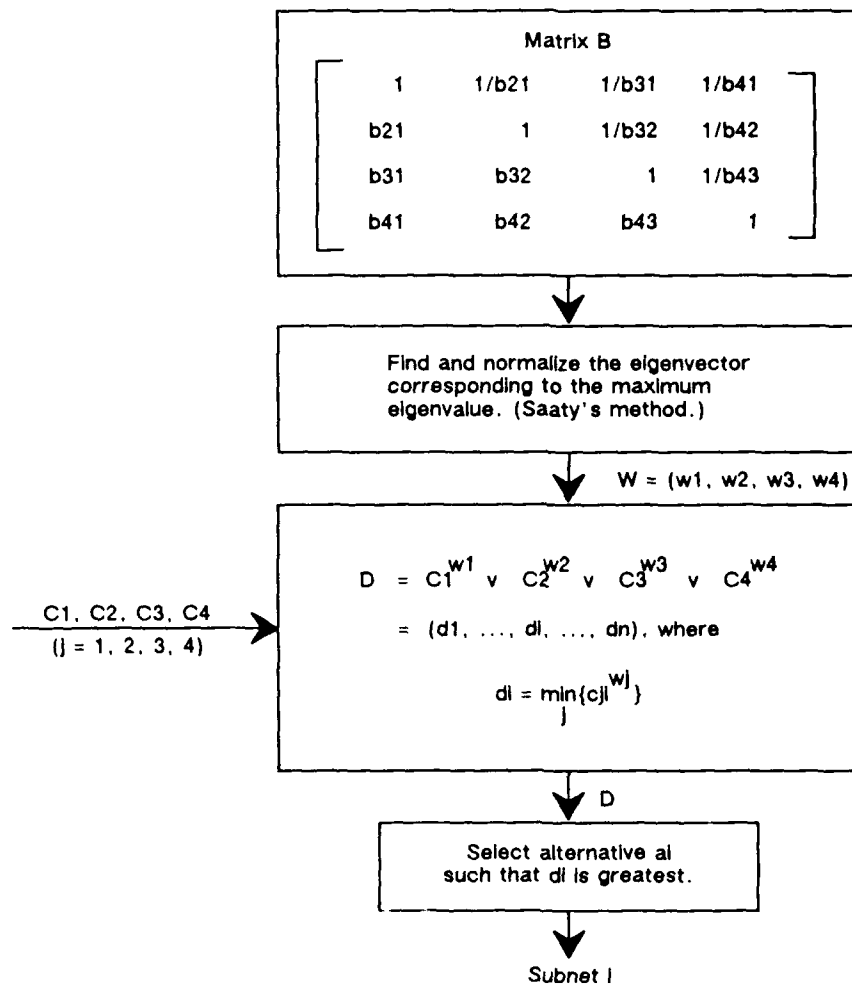 Matrix B
1 1/b21 1/b31 1/b41
b21 1 1/b32 1/b42
b31 b32 1 1/b43
b41 b42 b43 1
Find and normalize the eigenvector
corresponding to the maximum
eigenvalue. (Saaty's method.)
W = (w1, w2, w3, w4)
D = C1^w1 v C2^w2 v C3^w3 v C4^w4
C1, C2, C3, C4
(j = 1, 2, 3, 4)
= (d1, ..., di, ..., dn), where
di = min{cji^wj}
j
D
Select alternative ai
such that di is greatest.
Subnet i